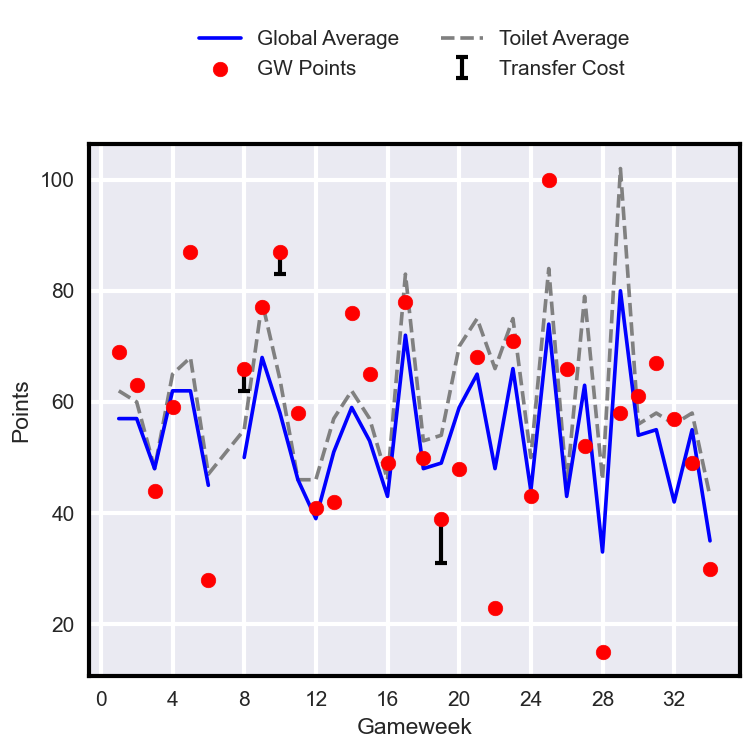 Global Average Toilet Average
GW Points Transfer Cost
100
80
60
40
20
Points
0 4 8 12 16 20 24 28 32
Gameweek